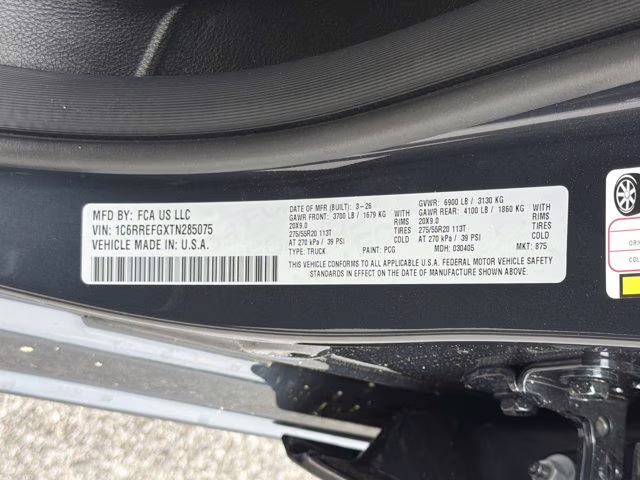 MFD BY: FCA US LLC
VIN: 1C6RREFGXTN285075
VEHICLE MADE IN: U.S.A.
DATE OF MFR (BUILT): 3-26 GVWR: 6900 LB / 3130 KG
GAWR FRONT: 3700 LB / 1679 KG WITH GAWR REAR: 4100 LB / 1860 KG WITH
20X9.0 RIMS 20X9.0 RIMS
275/55R20 113T TIRES 275/55R20 113T TIRES
AT 270 kPa / 39 PSI COLD AT 270 kPa / 39 PSI COLD
TYPE: TRUCK PAINT: PCG MDH: 030405 MKT: 875
THIS VEHICLE CONFORMS TO ALL APPLICABLE U.S.A. FEDERAL MOTOR VEHICLE SAFETY
STANDARDS IN EFFECT ON THE DATE OF MANUFACTURE SHOWN ABOVE.